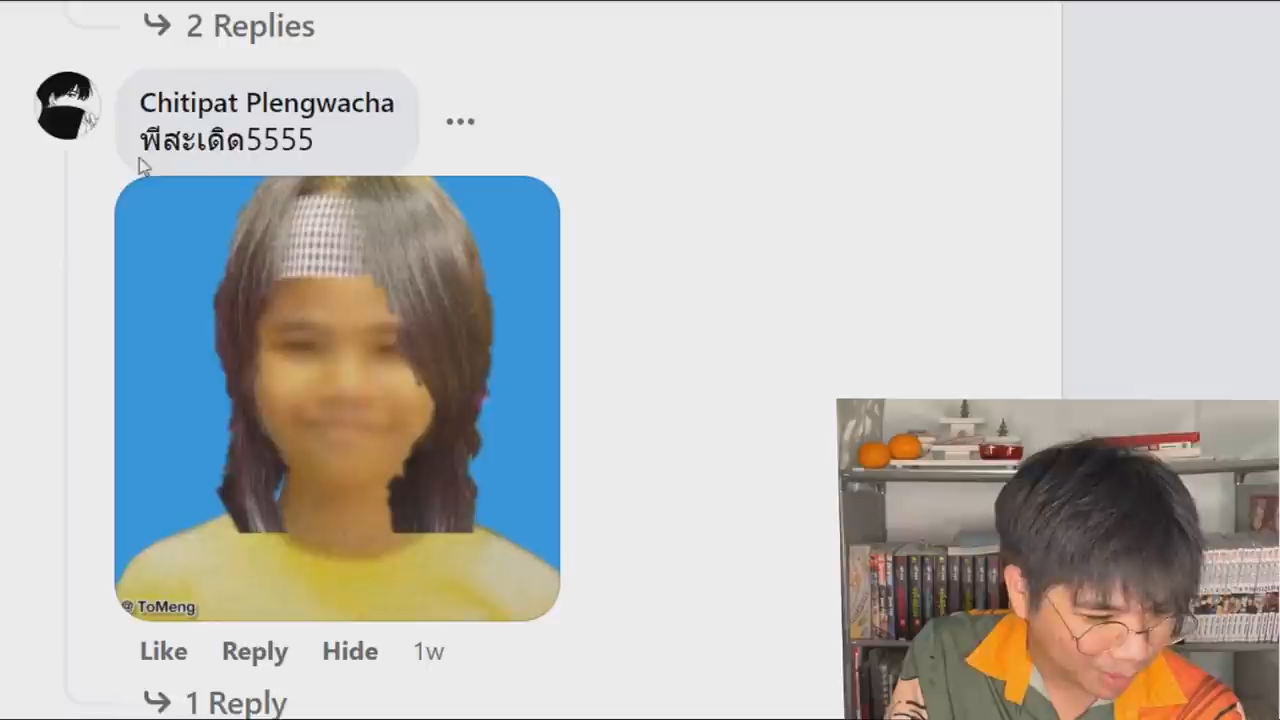 2 Replies
Chitipat Plengwacha
พีสะเดิด5555
@ ToMeng
Like Reply Hide 1w
1 Reply